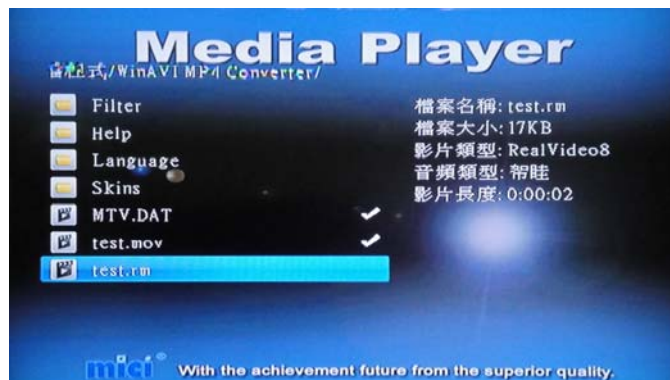 Media Player
/WinAVI MP4 Converter/
Filter
Help
Language
Skins
MTV.DAT
test.mov
test.rm
檔案名稱: test.rm
檔案大小: 17KB
影片類型: RealVideo8
音頻類型: 帮眭
影片長度: 0:00:02
mici
With the achievement future from the superior quality.